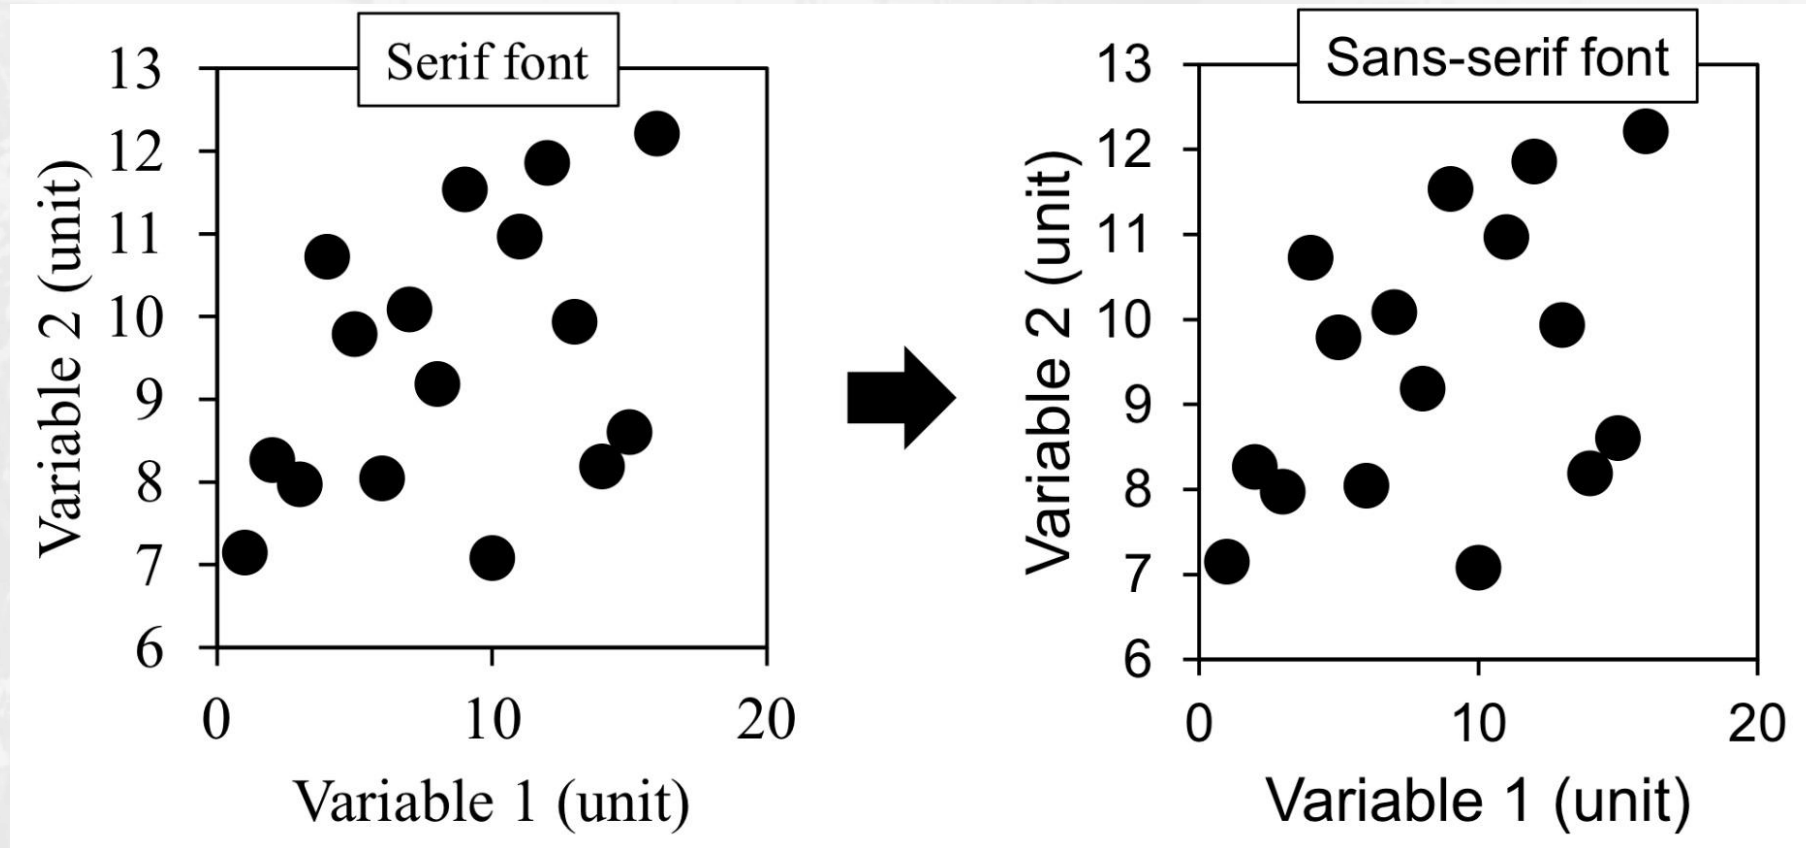 Serif font
13
12
11
10
9
8
7
6
Variable 2 (unit)
0 10 20
Variable 1 (unit)
Sans-serif font
13
12
11
10
9
8
7
6
Variable 2 (unit)
0 10 20
Variable 1 (unit)